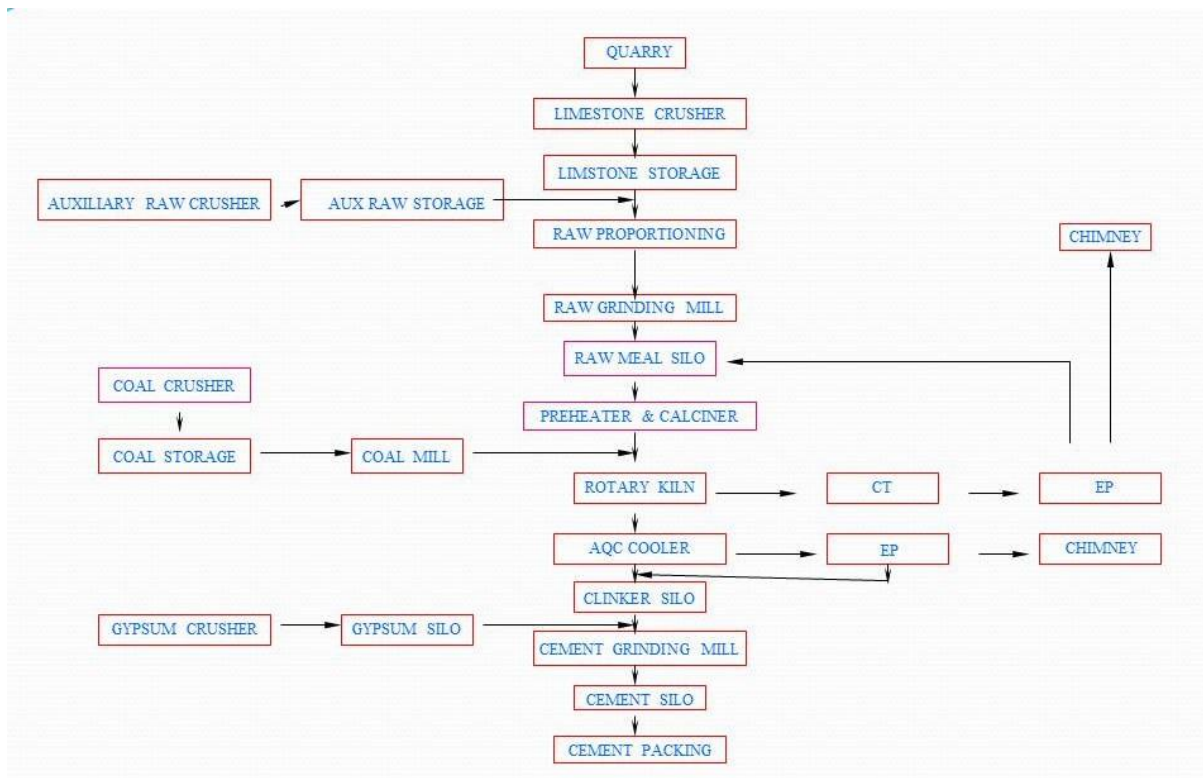 QUARRY
LIMESTONE CRUSHER
LIMSTONE STORAGE
AUXILIARY RAW CRUSHER
AUX RAW STORAGE
RAW PROPORTIONING
CHIMNEY
RAW GRINDING MILL
RAW MEAL SILO
COAL CRUSHER
PREHEATER & CALCINER
COAL STORAGE
COAL MILL
ROTARY KILN
CT
EP
AQC COOLER
EP
CHIMNEY
CLINKER SILO
GYPSUM CRUSHER
GYPSUM SILO
CEMENT GRINDING MILL
CEMENT SILO
CEMENT PACKING